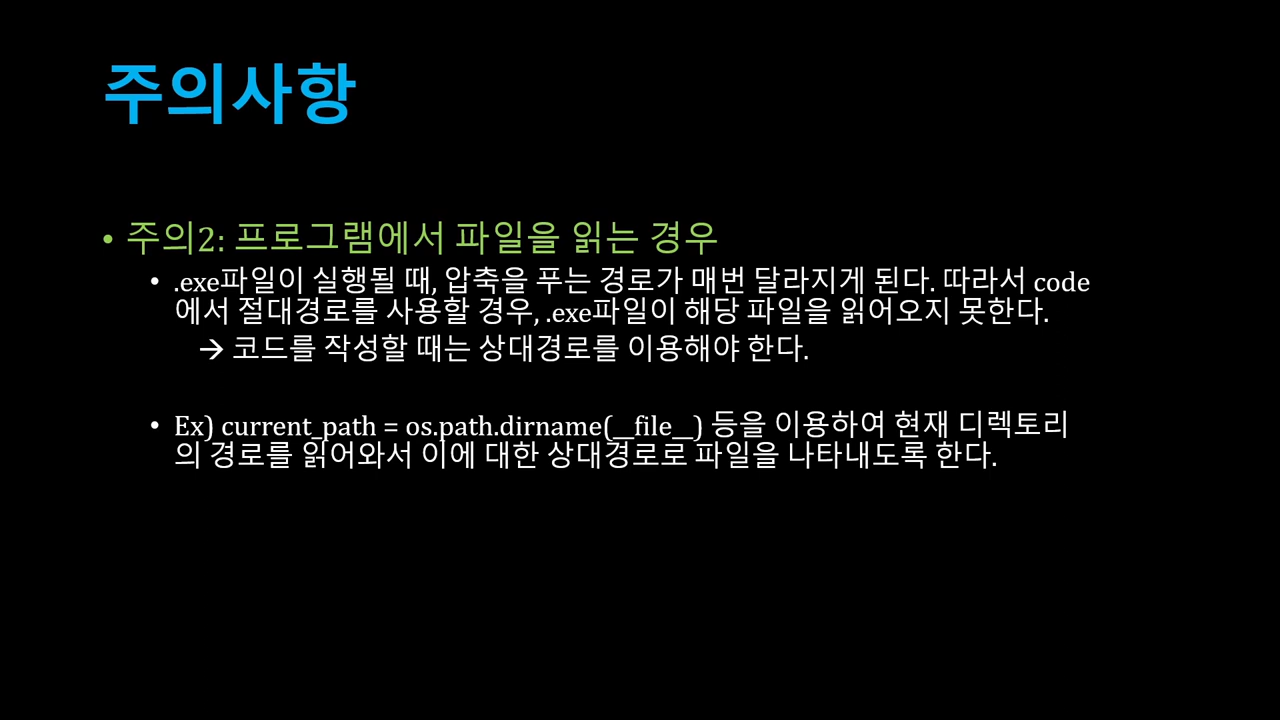 주의사항
• 주의2: 프로그램에서 파일을 읽는 경우
• .exe파일이 실행될 때, 압축을 푸는 경로가 매번 달라지게 된다. 따라서 code
에서 절대경로를 사용할 경우, .exe파일이 해당 파일을 읽어오지 못한다.
→ 코드를 작성할 때는 상대경로를 이용해야 한다.
• Ex) current_path = os.path.dirname(__file__) 등을 이용하여 현재 디렉토리
의 경로를 읽어와서 이에 대한 상대경로로 파일을 나타내도록 한다.